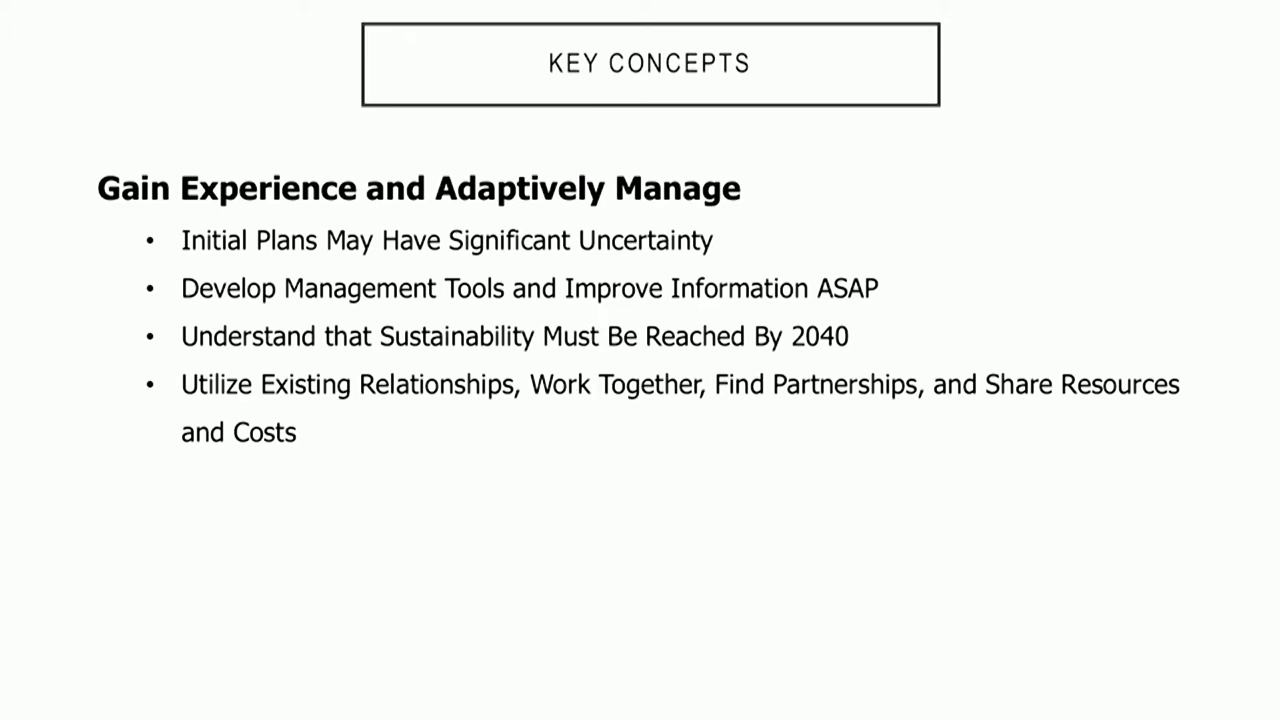 KEY CONCEPTS
Gain Experience and Adaptively Manage
• Initial Plans May Have Significant Uncertainty
• Develop Management Tools and Improve Information ASAP
• Understand that Sustainability Must Be Reached By 2040
• Utilize Existing Relationships, Work Together, Find Partnerships, and Share Resources
and Costs